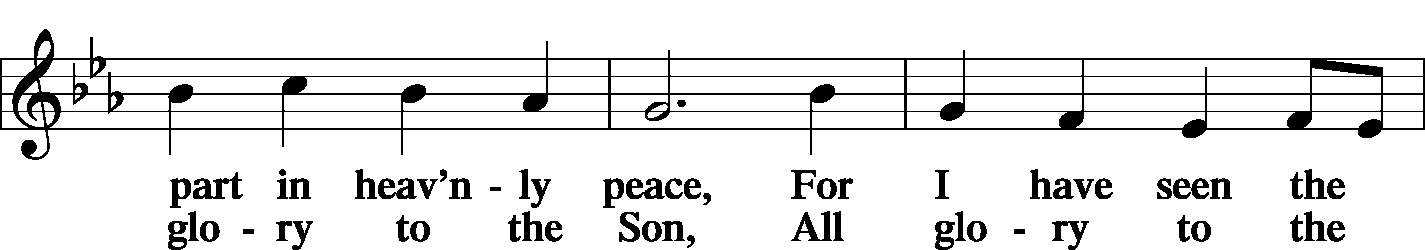 part in heav’n - ly peace, For I have seen the
glo - ry to the Son, All glo - ry to the